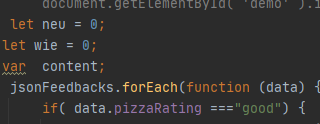 document.getElementById( 'demo' ).i
let neu = 0;
let wie = 0;
var content;
jsonFeedbacks.forEach(function (data) {
if( data.pizzaRating ==="good") {